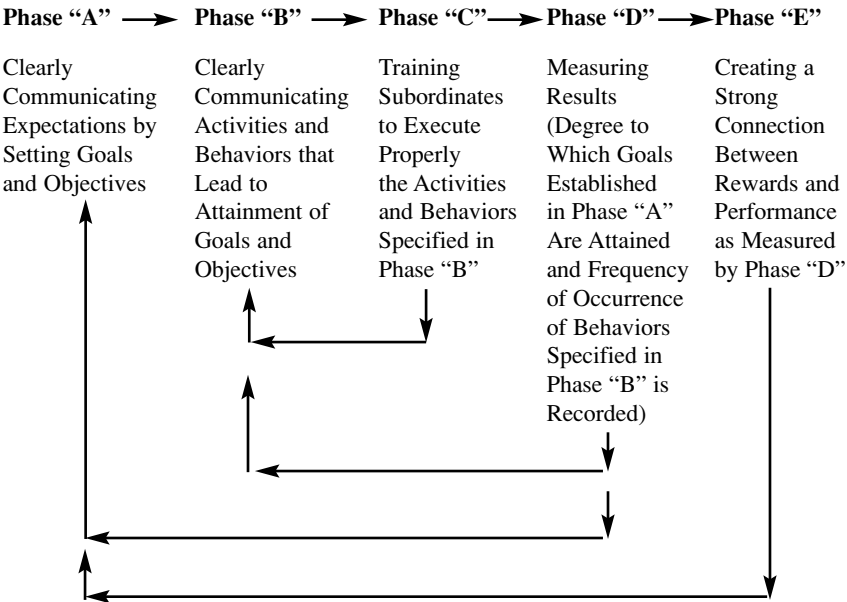 Phase “A”
Phase “B”
Phase “C”
Phase “D”
Phase “E”
Clearly
Communicating
Expectations by
Setting Goals
and Objectives
Clearly
Communicating
Activities and
Behaviors that
Lead to
Attainment of
Goals and
Objectives
Training
Subordinates
to Execute
Properly
the Activities
and Behaviors
Specified in
Phase “B”
Measuring
Results
(Degree to
Which Goals
Established
in Phase “A”
Are Attained
and Frequency
of Occurrence
of Behaviors
Specified in
Phase “B” is
Recorded)
Creating a
Strong
Connection
Between
Rewards and
Performance
as Measured
by Phase “D”